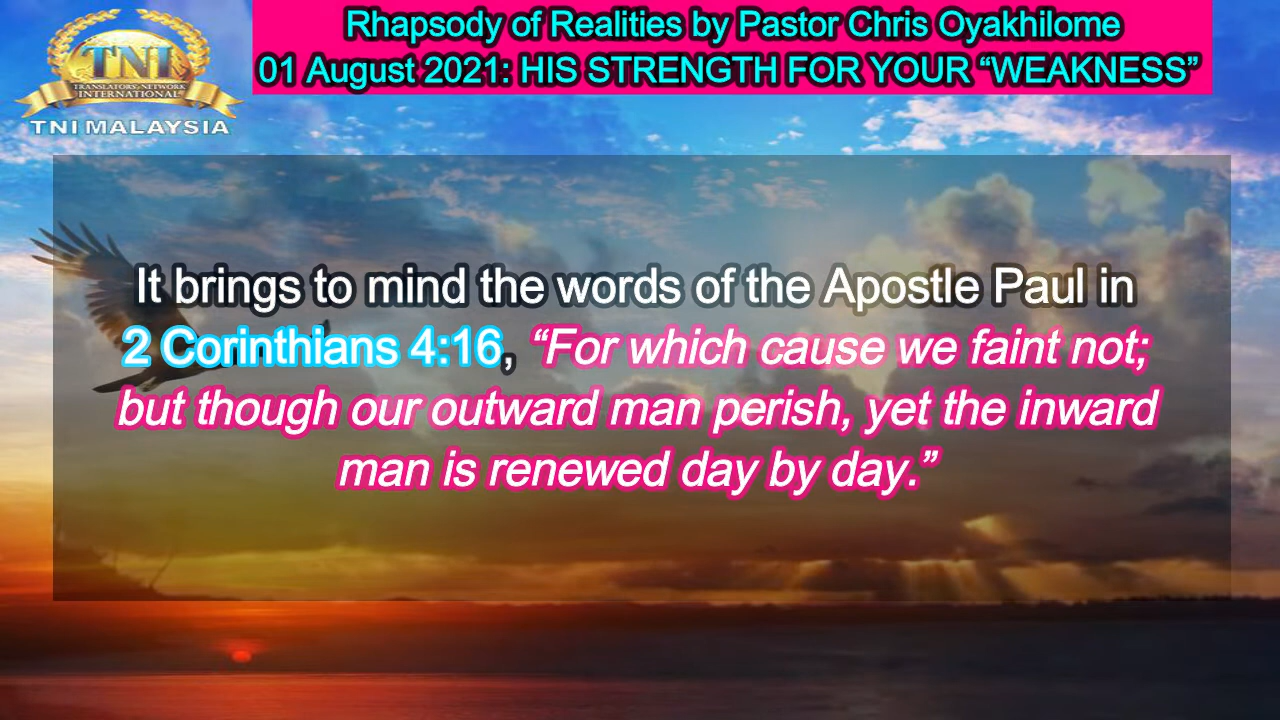 Rhapsody of Realities by Pastor Chris Oyakhilome
01 August 2021: HIS STRENGTH FOR YOUR “WEAKNESS”
TNI
TRANSLATORS' NETWORK
INTERNATIONAL
TNI MALAYSIA
It brings to mind the words of the Apostle Paul in
2 Corinthians 4:16, “For which cause we faint not;
but though our outward man perish, yet the inward
man is renewed day by day.”